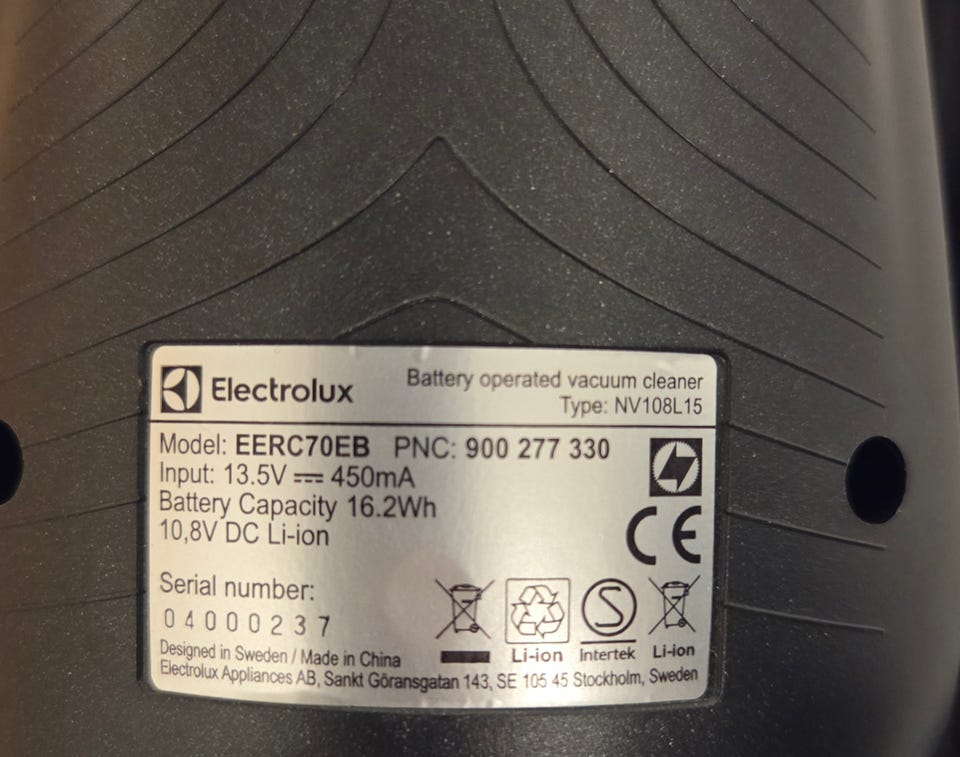 Electrolux
Battery operated vacuum cleaner
Type: NV108L15
Model: EERC70EB PNC: 900 277 330
Input: 13.5V ⎓ 450mA
Battery Capacity 16.2Wh
10,8V DC Li-ion
CE
Serial number:
04000237
Li-ion
S
Intertek
Li-ion
Designed in Sweden / Made in China
Electrolux Appliances AB, Sankt Göransgatan 143, SE 105 45 Stockholm, Sweden